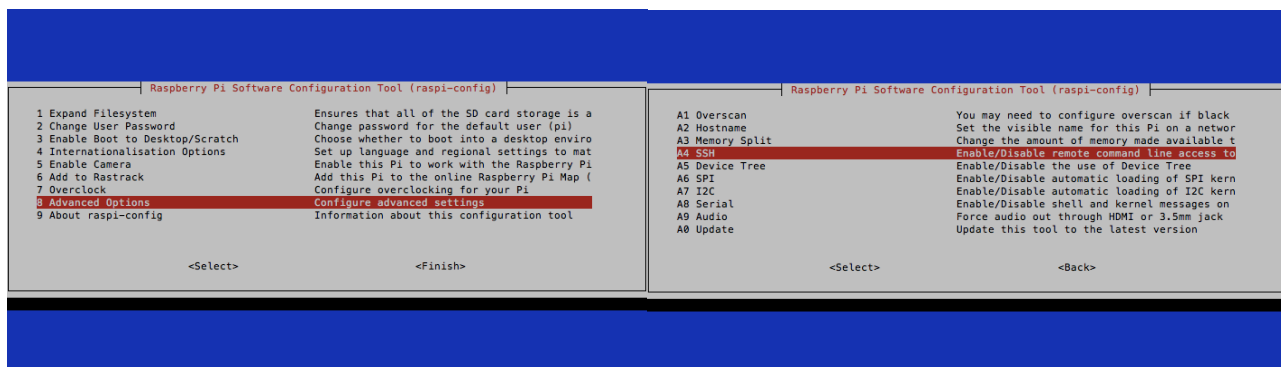 Raspberry Pi Software Configuration Tool (raspi-config)
1 Expand Filesystem Ensures that all of the SD card storage is a
2 Change User Password Change password for the default user (pi)
3 Enable Boot to Desktop/Scratch Choose whether to boot into a desktop enviro
4 Internationalisation Options Set up language and regional settings to mat
5 Enable Camera Enable this Pi to work with the Raspberry Pi
6 Add to Rastrack Add this Pi to the online Raspberry Pi Map (
7 Overclock Configure overclocking for your Pi
8 Advanced Options Configure advanced settings
9 About raspi-config Information about this configuration tool
<Select> <Finish>
Raspberry Pi Software Configuration Tool (raspi-config)
A1 Overscan You may need to configure overscan if black
A2 Hostname Set the visible name for this Pi on a networ
A3 Memory Split Change the amount of memory made available t
A4 SSH Enable/Disable remote command line access to
A5 Device Tree Enable/Disable the use of Device Tree
A6 SPI Enable/Disable automatic loading of SPI kern
A7 I2C Enable/Disable automatic loading of I2C kern
A8 Serial Enable/Disable shell and kernel messages on
A9 Audio Force audio out through HDMI or 3.5mm jack
A0 Update Update this tool to the latest version
<Select> <Back>